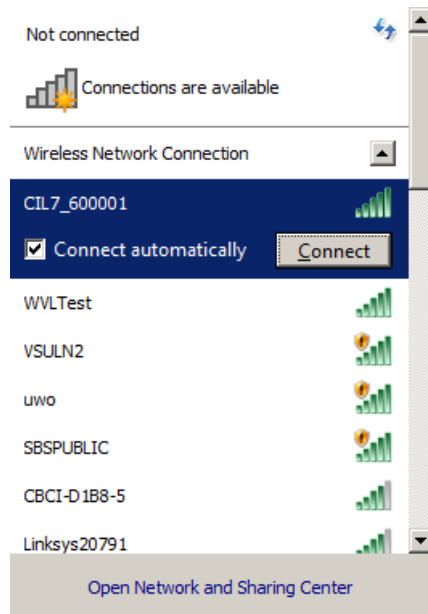 Not connected
Connections are available
Wireless Network Connection
CIL7_600001
Connect automatically
Connect
WVLTest
VSULN2
uwo
SBSPUBLIC
CBCI-D1B8-5
Linksys20791
Open Network and Sharing Center